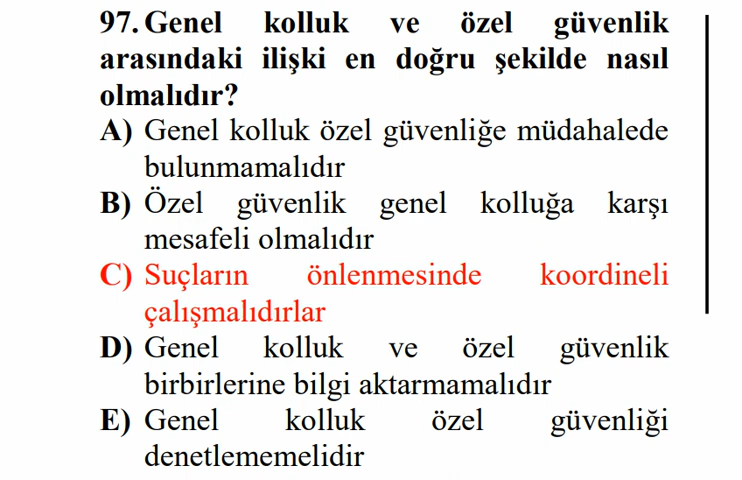 97. Genel kolluk ve özel güvenlik
arasındaki ilişki en doğru şekilde nasıl
olmalıdır?
A) Genel kolluk özel güvenliğe müdahalede
bulunmamalıdır
B) Özel güvenlik genel kolluğa karşı
mesafeli olmalıdır
C) Suçların önlenmesinde koordineli
çalışmalıdırlar
D) Genel kolluk ve özel güvenlik
birbirlerine bilgi aktarmamalıdır
E) Genel kolluk özel güvenliği
denetlememelidir